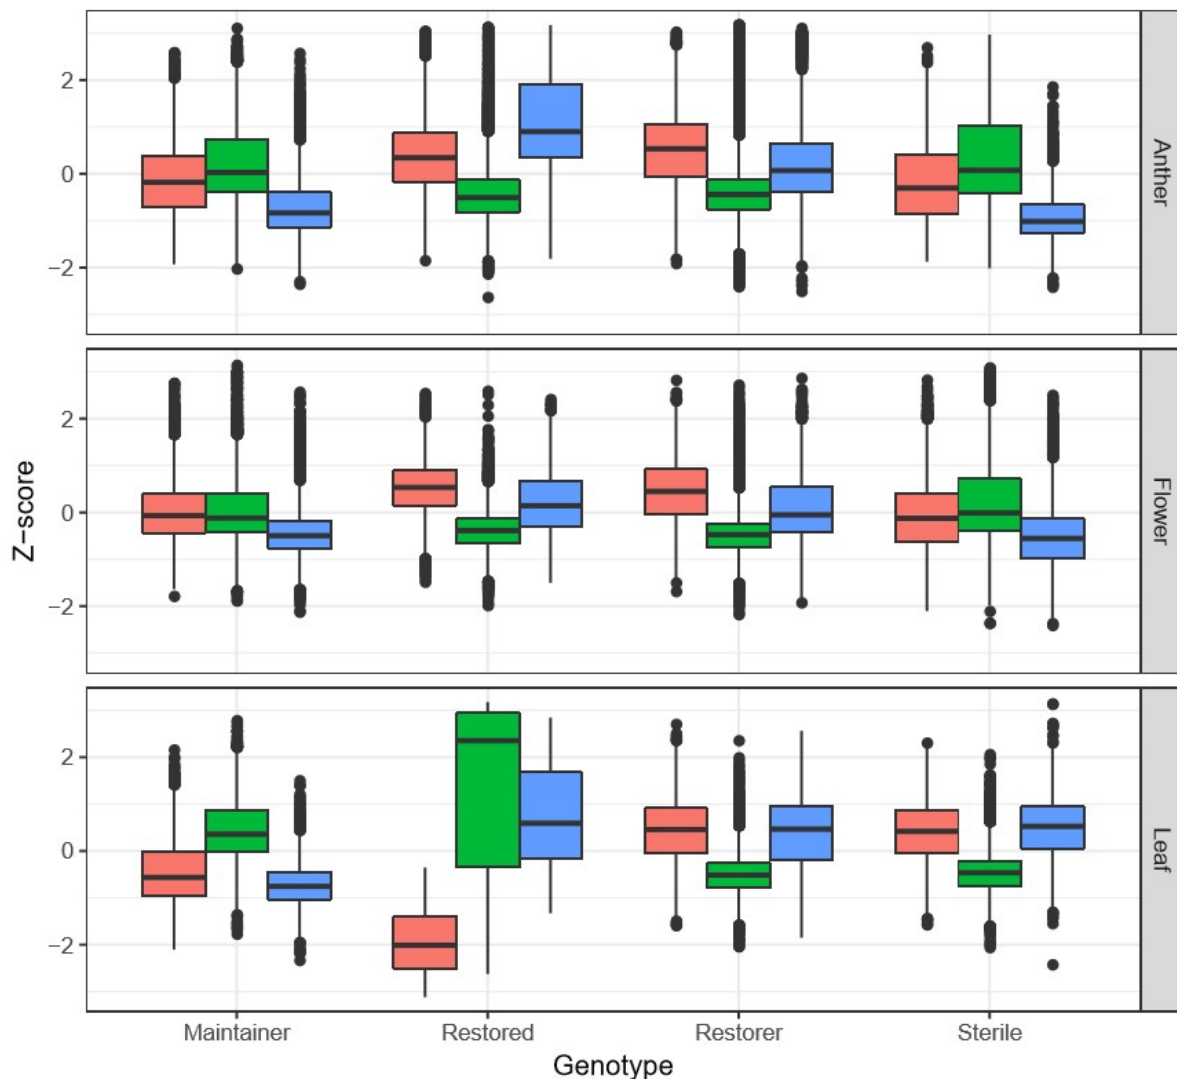 2
0
−2
Anther
2
0
−2
Flower
2
0
−2
Leaf
Z−score
Maintainer Restored Restorer Sterile
Genotype